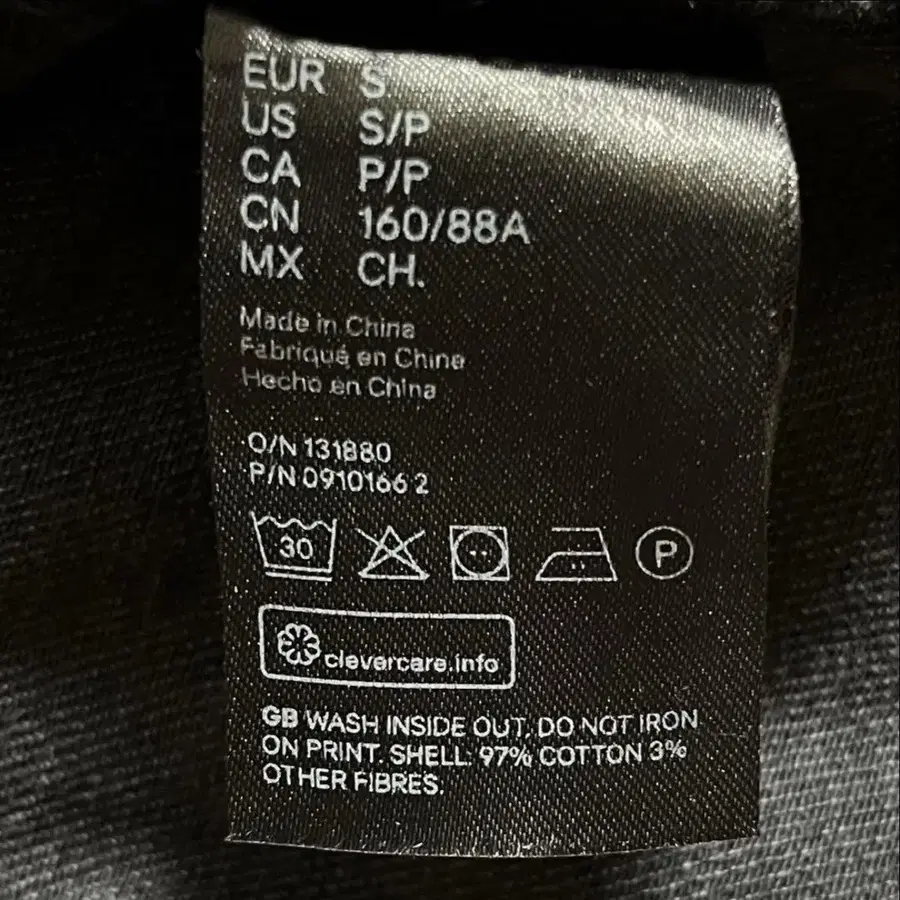 EUR S
US S/P
CA P/P
CN 160/88A
MX CH.
Made in China
Fabriqué en Chine
Hecho en China
O/N 131880
P/N 0910166 2
30 P
clevercare.info
GB WASH INSIDE OUT. DO NOT IRON
ON PRINT. SHELL: 97% COTTON 3%
OTHER FIBRES.